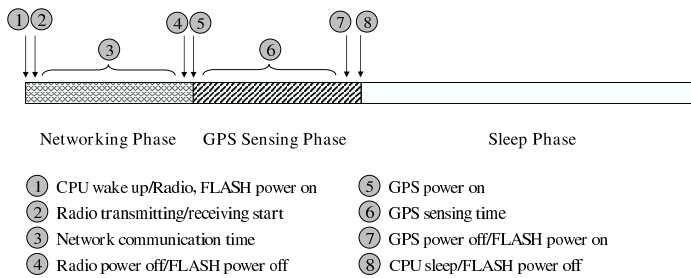 1 2 3 4 5 6 7 8
Networking Phase GPS Sensing Phase Sleep Phase
1 CPU wake up/Radio, FLASH power on
2 Radio transmitting/receiving start
3 Network communication time
4 Radio power off/FLASH power off
5 GPS power on
6 GPS sensing time
7 GPS power off/FLASH power on
8 CPU sleep/FLASH power off